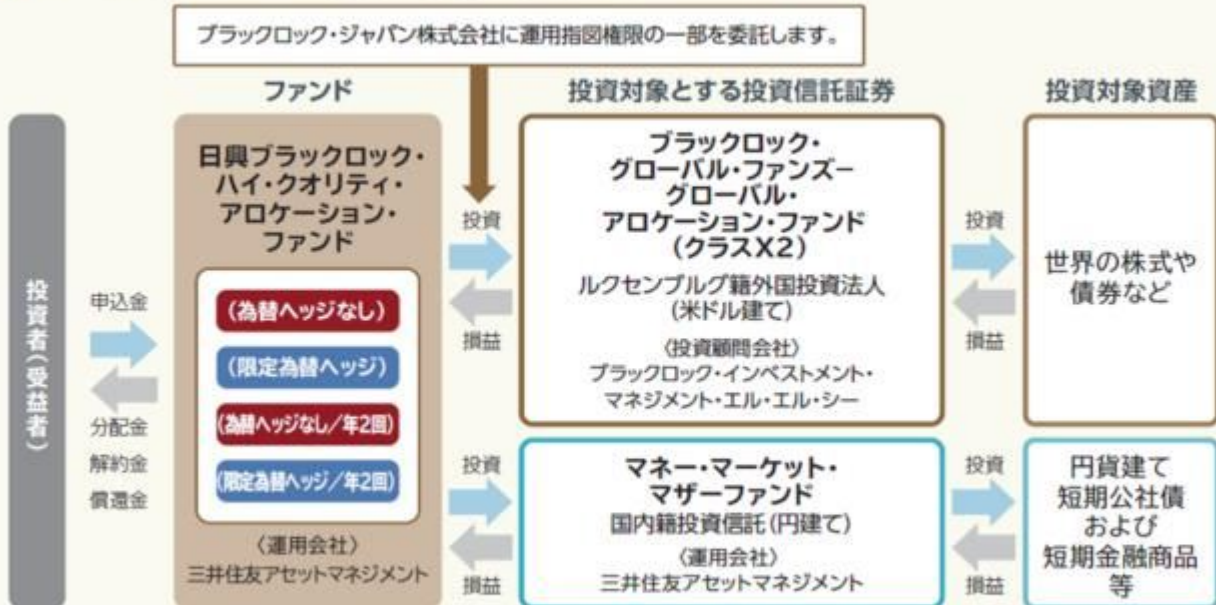 ブラックロック・ジャパン株式会社に運用指図権限の一部を委託します。
ファンド
投資対象とする投資信託証券
投資対象資産
投資者(受益者)
申込金
分配金
解約金
償還金
日興ブラックロック・
ハイ・クオリティ・
アロケーション・
ファンド
(為替ヘッジなし)
(限定為替ヘッジ)
(為替ヘッジなし/年2回)
(限定為替ヘッジ/年2回)
〈運用会社〉
三井住友アセットマネジメント
投資
損益
ブラックロック・
グローバル・ファンズー
グローバル・
アロケーション・ファンド
(クラスX2)
ルクセンブルグ籍外国投資法人
(米ドル建て)
〈投資顧問会社〉
ブラックロック・インベストメント・
マネジメント・エル・エル・シー
投資
損益
世界の株式や
債券など
投資
損益
マネー・マーケット・
マザーファンド
国内籍投資信託(円建て)
〈運用会社〉
三井住友アセットマネジメント
投資
損益
円貨建て
短期公社債
および
短期金融商品
等